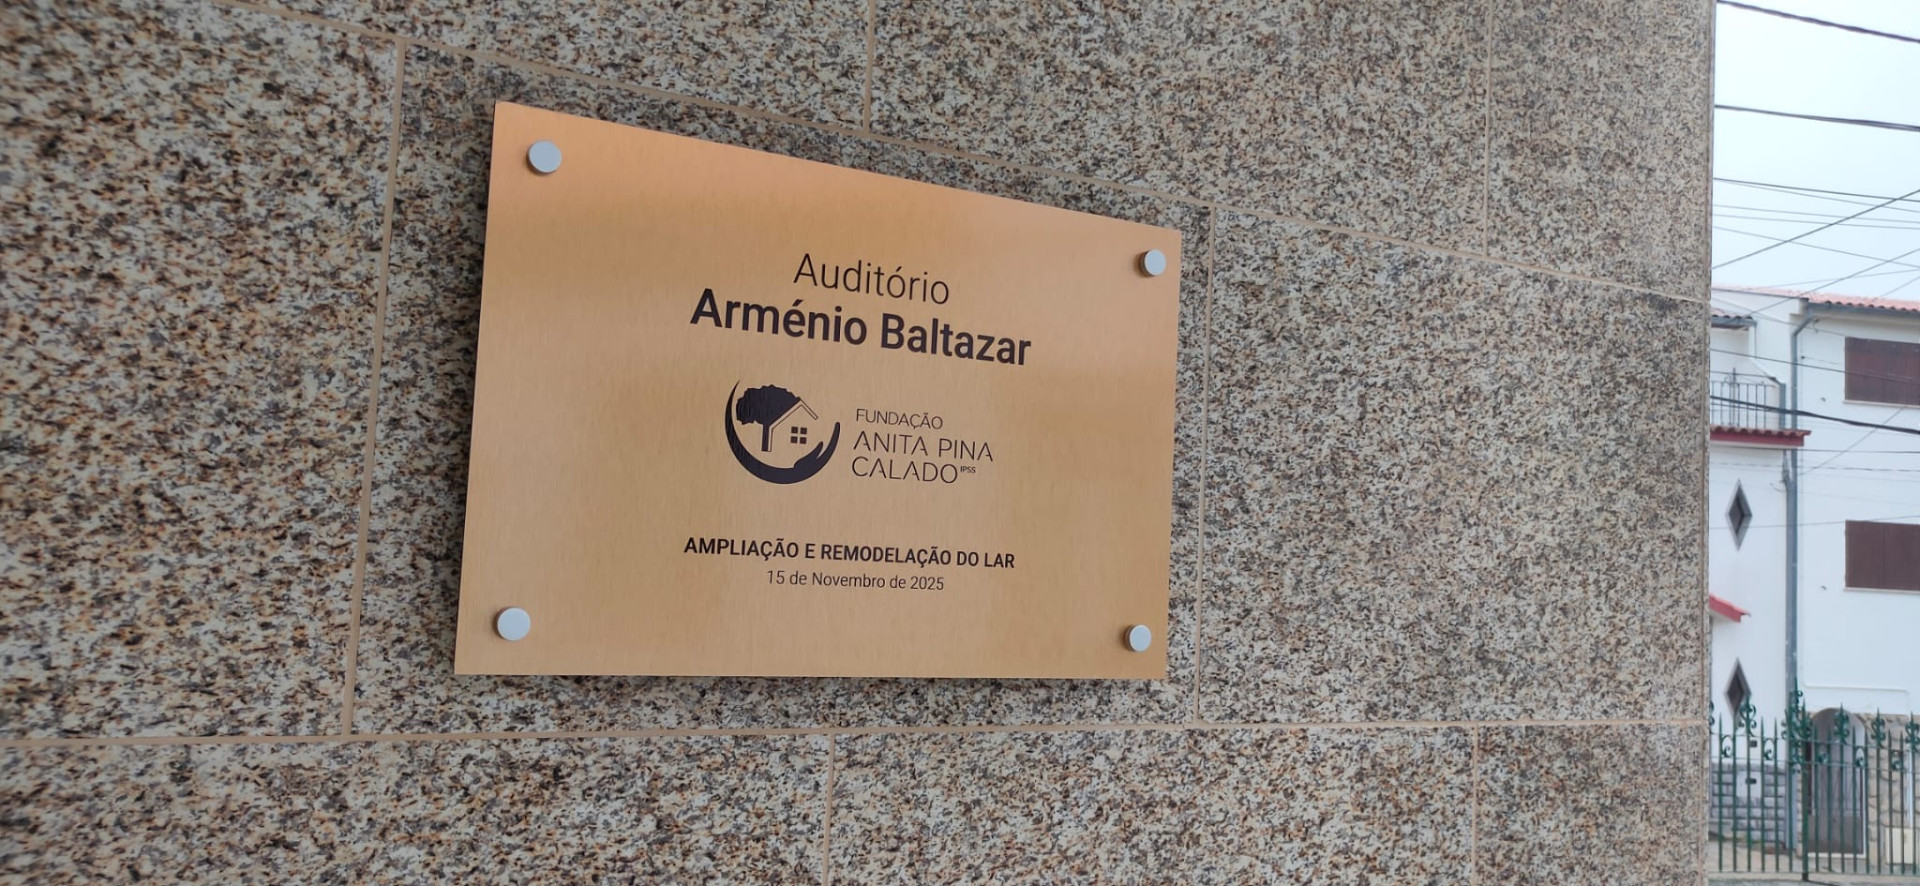 Auditório
Arménio Baltazar
FUNDAÇÃO
ANITA PINA
CALADO IPSS
AMPLIAÇÃO E REMODELAÇÃO DO LAR
15 de Novembro de 2025